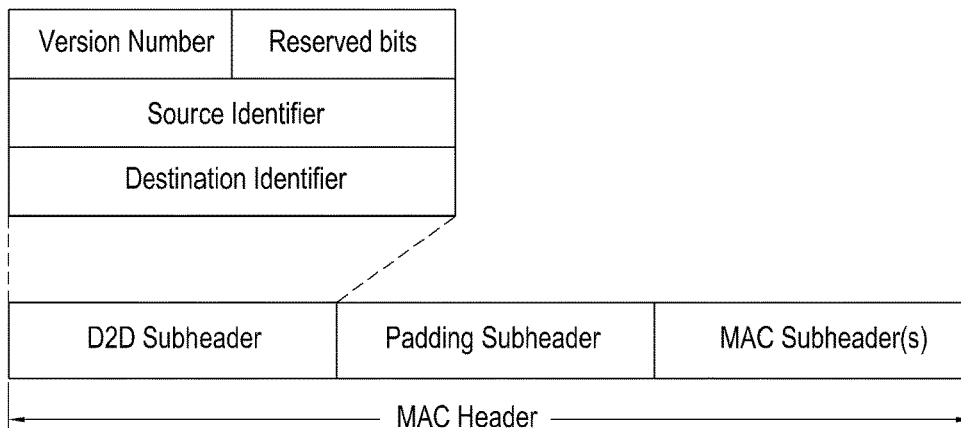 Version Number Reserved bits
Source Identifier
Destination Identifier
D2D Subheader Padding Subheader MAC Subheader(s)
MAC Header